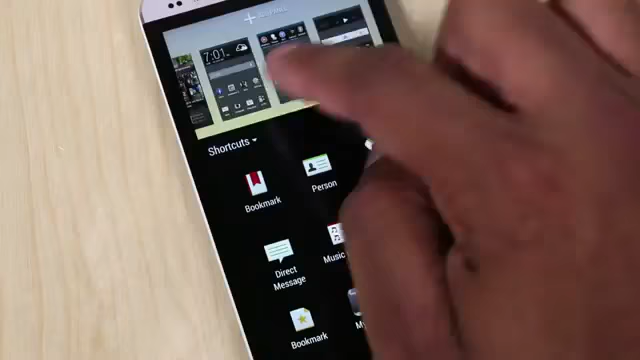 7:01
Shortcuts
Bookmark
Person
Direct
Message
Music
Bookmark